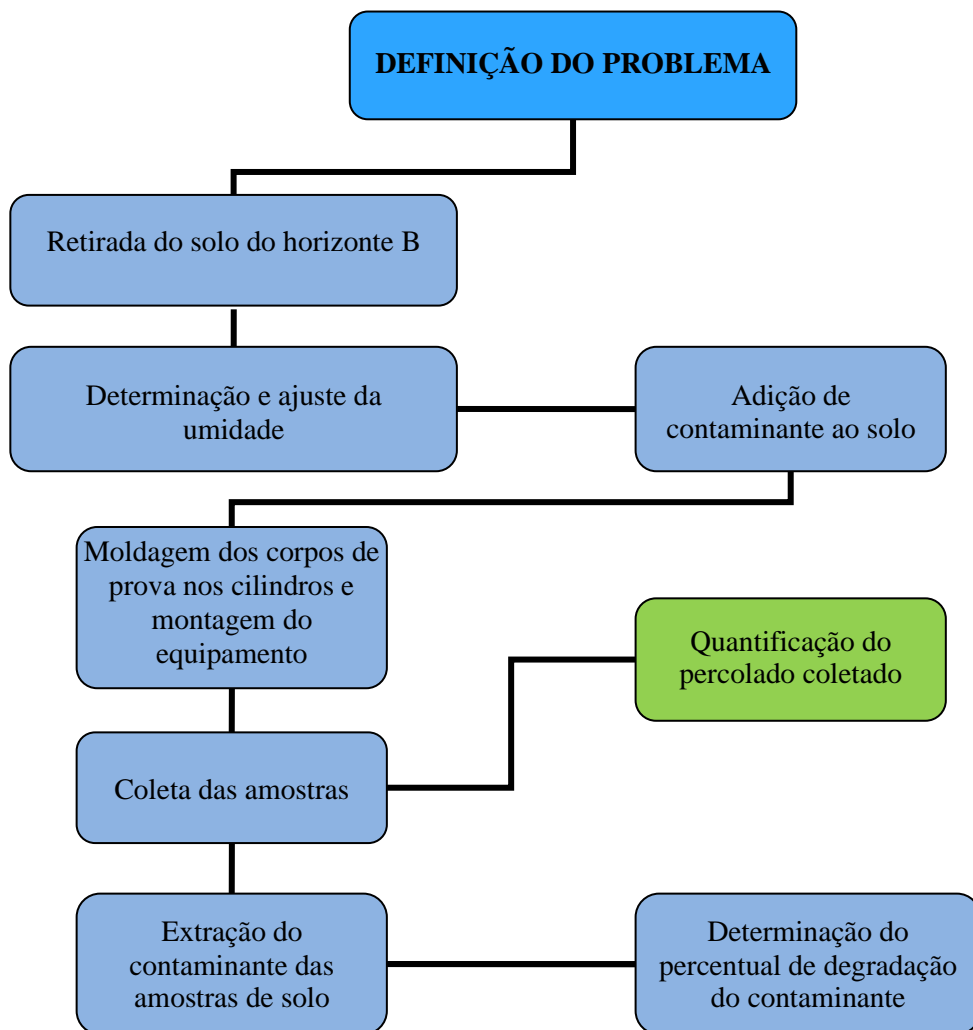 DEFINIÇÃO DO PROBLEMA
Retirada do solo do horizonte B
Determinação e ajuste da
umidade
Adição de
contaminante ao solo
Moldagem dos corpos de
prova nos cilindros e
montagem do
equipamento
Quantificação do
percolado coletado
Coleta das amostras
Extração do
contaminante das
amostras de solo
Determinação do
percentual de degradação
do contaminante